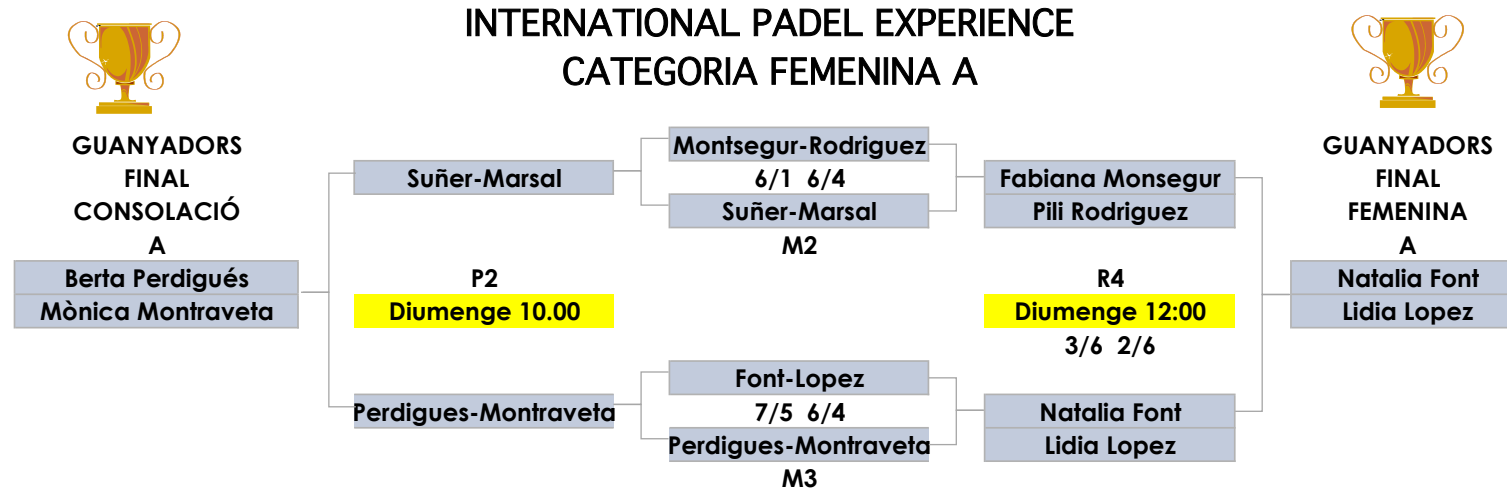 INTERNATIONAL PADEL EXPERIENCE
CATEGORIA FEMENINA A
GUANYADORS
FINAL
CONSOLACIÓ
A
Berta Perdigués
Mònica Montraveta
Suñer-Marsal
P2
Diumenge 10.00
Perdigues-Montraveta
Montsegur-Rodriguez
6/1 6/4
Suñer-Marsal
M2
Font-Lopez
7/5 6/4
Perdigues-Montraveta
M3
Fabiana Monsegur
Pili Rodriguez
R4
Diumenge 12:00
3/6 2/6
Natalia Font
Lidia Lopez
GUANYADORS
FINAL
FEMENINA
A
Natalia Font
Lidia Lopez